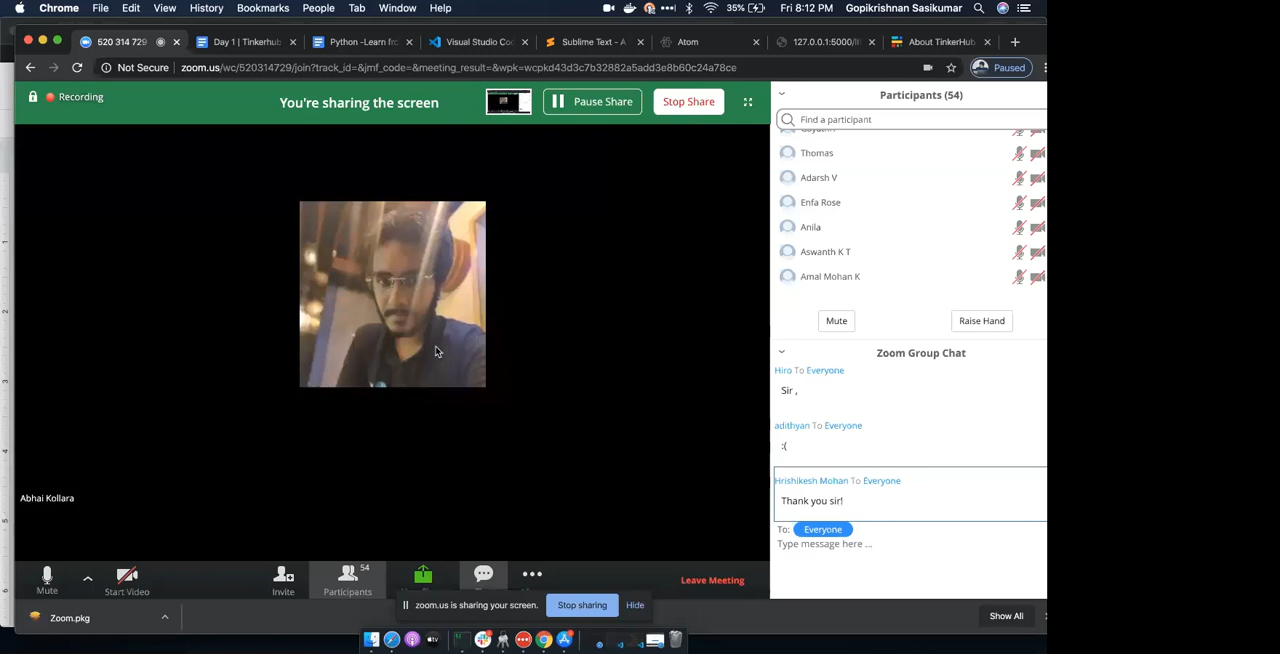 Chrome File Edit View History Bookmarks People Tab Window Help 35% Fri 8:12 PM Gopikrishnan Sasikumar
520 314 729 Day 1 | Tinkerhub Python -Learn fro Visual Studio Co Sublime Text - A Atom 127.0.0.1:5000/ About TinkerHub
Not Secure zoom.us/wc/520314729/join?track_id=&jmf_code=&meeting_result=&wpk=wcpkd43d3c7b32882a5add3e8b60c24a78ce Paused
Recording
You're sharing the screen
Pause Share
Stop Share
Abhai Kollara
Participants (54)
Find a participant
Thomas
Adarsh V
Enfa Rose
Anila
Aswanth K T
Amal Mohan K
Mute Raise Hand
Zoom Group Chat
Hiro To Everyone
Sir ,
adithyan To Everyone
:(
Hrishikesh Mohan To Everyone
Thank you sir!
To: Everyone
Type message here ...
Mute Start Video Invite 54 Participants Leave Meeting
zoom.us is sharing your screen. Stop sharing Hide
Zoom.pkg Show All